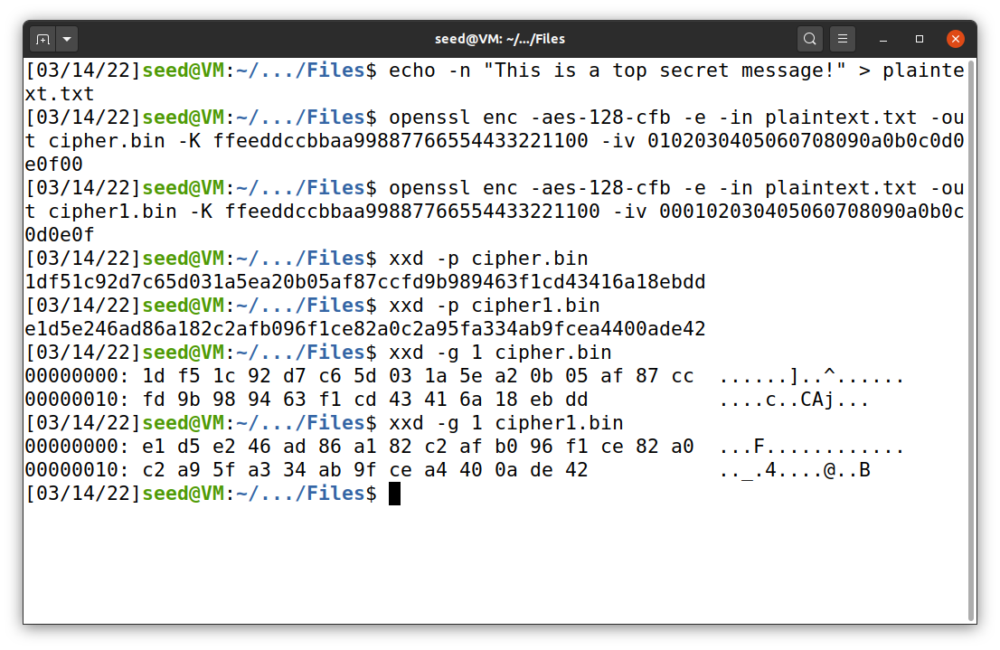 seed@VM: ~/.../Files
[03/14/22]seed@VM:~/.../Files$ echo -n "This is a top secret message!" > plainte
xt.txt
[03/14/22]seed@VM:~/.../Files$ openssl enc -aes-128-cfb -e -in plaintext.txt -ou
t cipher.bin -K ffeeddccbbaa99887766554433221100 -iv 0102030405060708090a0b0c0d0
e0f00
[03/14/22]seed@VM:~/.../Files$ openssl enc -aes-128-cfb -e -in plaintext.txt -ou
t cipher1.bin -K ffeeddccbbaa99887766554433221100 -iv 000102030405060708090a0b0c
0d0e0f
[03/14/22]seed@VM:~/.../Files$ xxd -p cipher.bin
1df51c92d7c65d031a5ea20b05af87ccfd9b989463f1cd43416a18ebdd
[03/14/22]seed@VM:~/.../Files$ xxd -p cipher1.bin
e1d5e246ad86a182c2afb096f1ce82a0c2a95fa334ab9fcea4400ade42
[03/14/22]seed@VM:~/.../Files$ xxd -g 1 cipher.bin
00000000: 1d f5 1c 92 d7 c6 5d 03 1a 5e a2 0b 05 af 87 cc  ......]..^......
00000010: fd 9b 98 94 63 f1 cd 43 41 6a 18 eb dd           ....c..CAj...
[03/14/22]seed@VM:~/.../Files$ xxd -g 1 cipher1.bin
00000000: e1 d5 e2 46 ad 86 a1 82 c2 af b0 96 f1 ce 82 a0  ...F............
00000010: c2 a9 5f a3 34 ab 9f ce a4 40 0a de 42           .._.4....@..B
[03/14/22]seed@VM:~/.../Files$